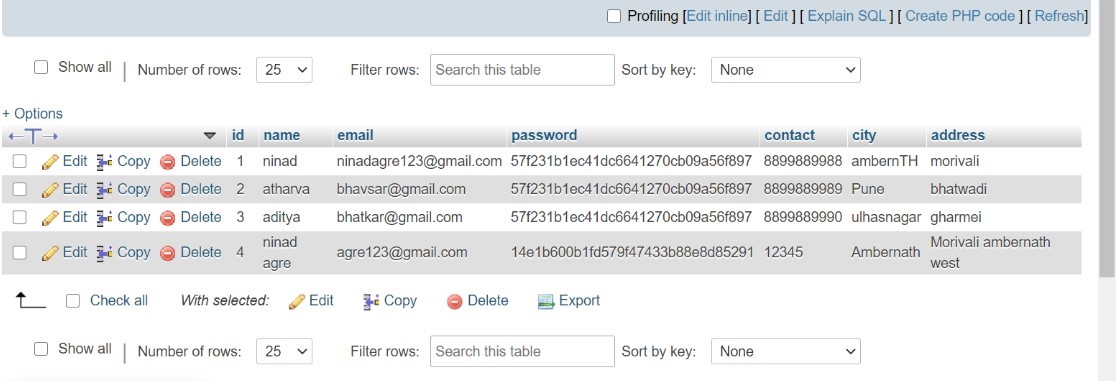 Profiling [Edit inline] [ Edit ] [ Explain SQL ] [ Create PHP code ] [ Refresh]
Show all | Number of rows: 25 Filter rows: Search this table Sort by key: None
+ Options
←T→ id name email password contact city address
Edit Copy Delete 1 ninad ninadagre123@gmail.com 57f231b1ec41dc6641270cb09a56f897 8899889988 ambernTH morivali
Edit Copy Delete 2 atharva bhavsar@gmail.com 57f231b1ec41dc6641270cb09a56f897 8899889989 Pune bhatwadi
Edit Copy Delete 3 aditya bhatkar@gmail.com 57f231b1ec41dc6641270cb09a56f897 8899889990 ulhasnagar gharmei
Edit Copy Delete 4 ninad agre agre123@gmail.com 14e1b600b1fd579f47433b88e8d85291 12345 Ambernath Morivali ambernath west
Check all With selected: Edit Copy Delete Export
Show all | Number of rows: 25 Filter rows: Search this table Sort by key: None